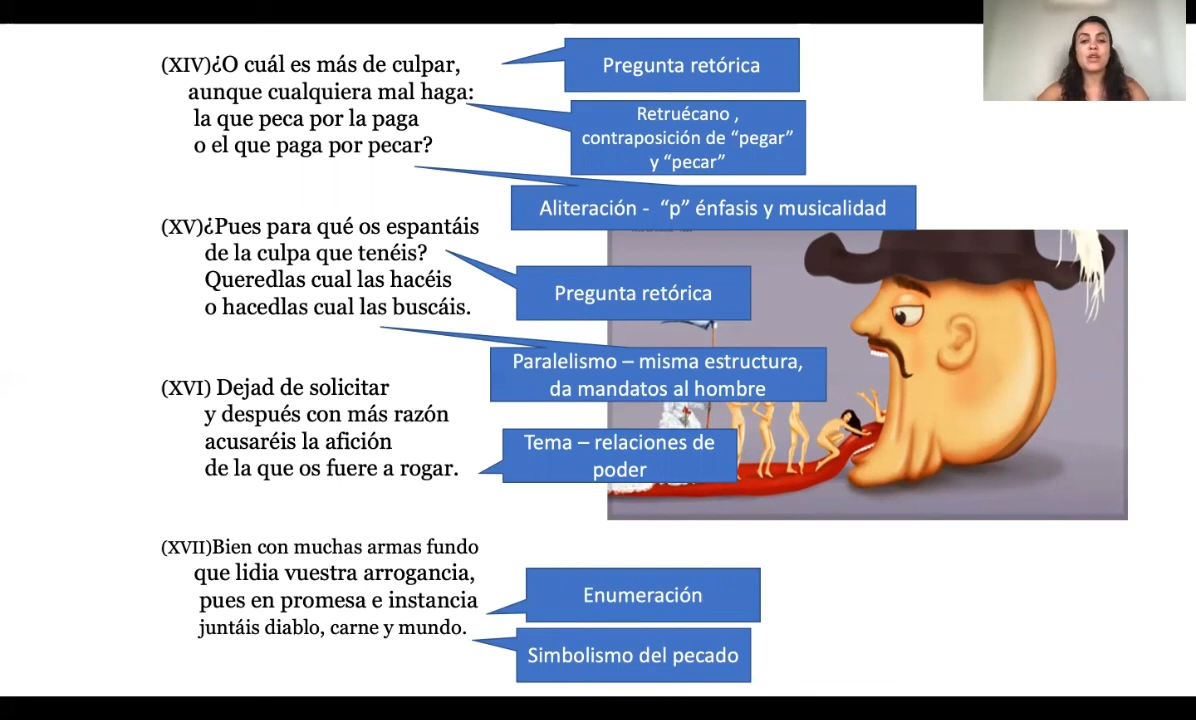 (XIV)¿O cuál es más de culpar,
aunque cualquiera mal haga:
la que peca por la paga
o el que paga por pecar?
Pregunta retórica
Retruécano ,
contraposición de “pegar”
y “pecar”
Aliteración - “p” énfasis y musicalidad
(XV)¿Pues para qué os espantáis
de la culpa que tenéis?
Queredlas cual las hacéis
o hacedlas cual las buscáis.
Pregunta retórica
Paralelismo – misma estructura,
da mandatos al hombre
(XVI) Dejad de solicitar
y después con más razón
acusaréis la afición
de la que os fuere a rogar.
Tema – relaciones de
poder
(XVII)Bien con muchas armas fundo
que lidia vuestra arrogancia,
pues en promesa e instancia
juntáis diablo, carne y mundo.
Enumeración
Simbolismo del pecado